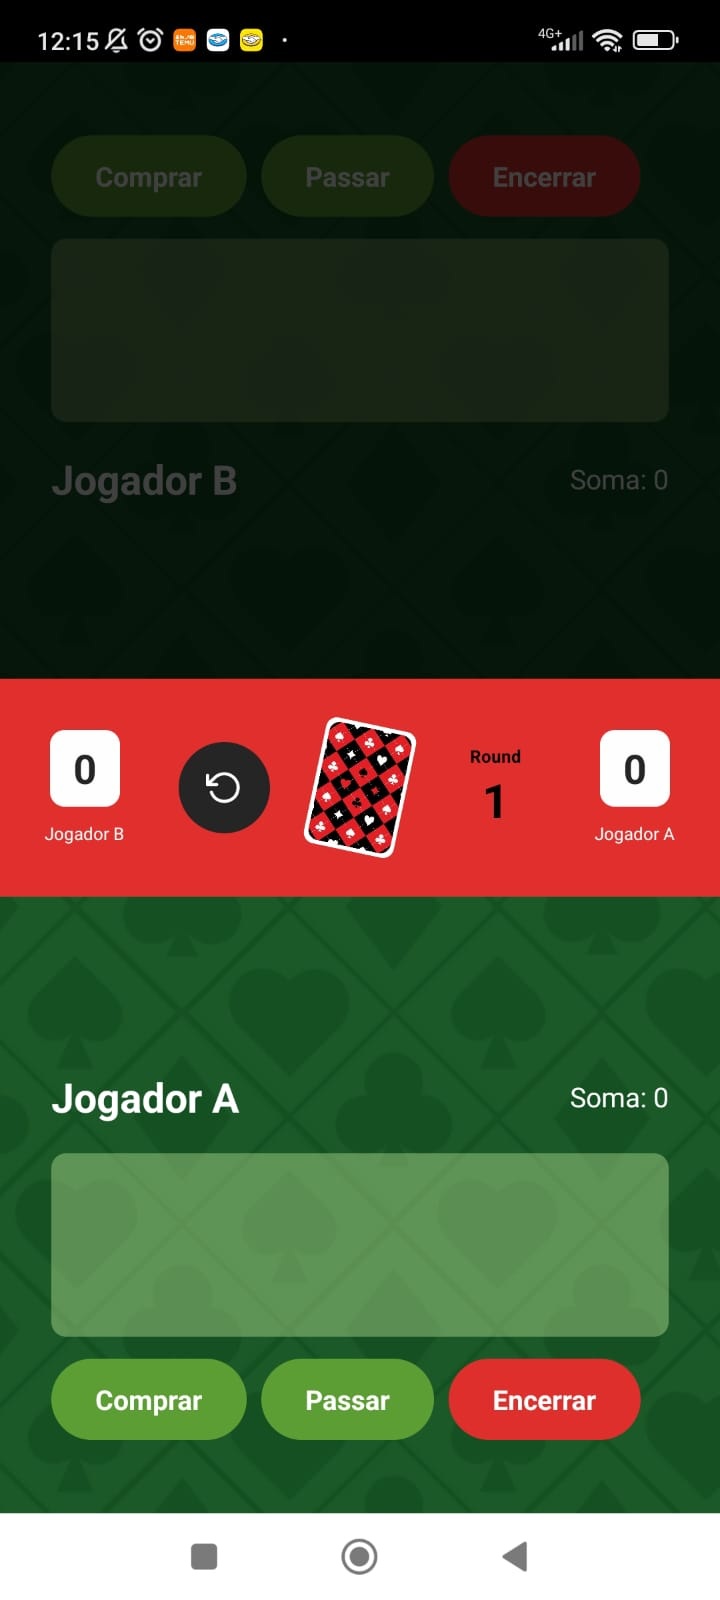 12:15 4G+
Comprar Passar Encerrar
Jogador B Soma: 0
0 Round 0
Jogador B 1 Jogador A
Jogador A Soma: 0
Comprar Passar Encerrar